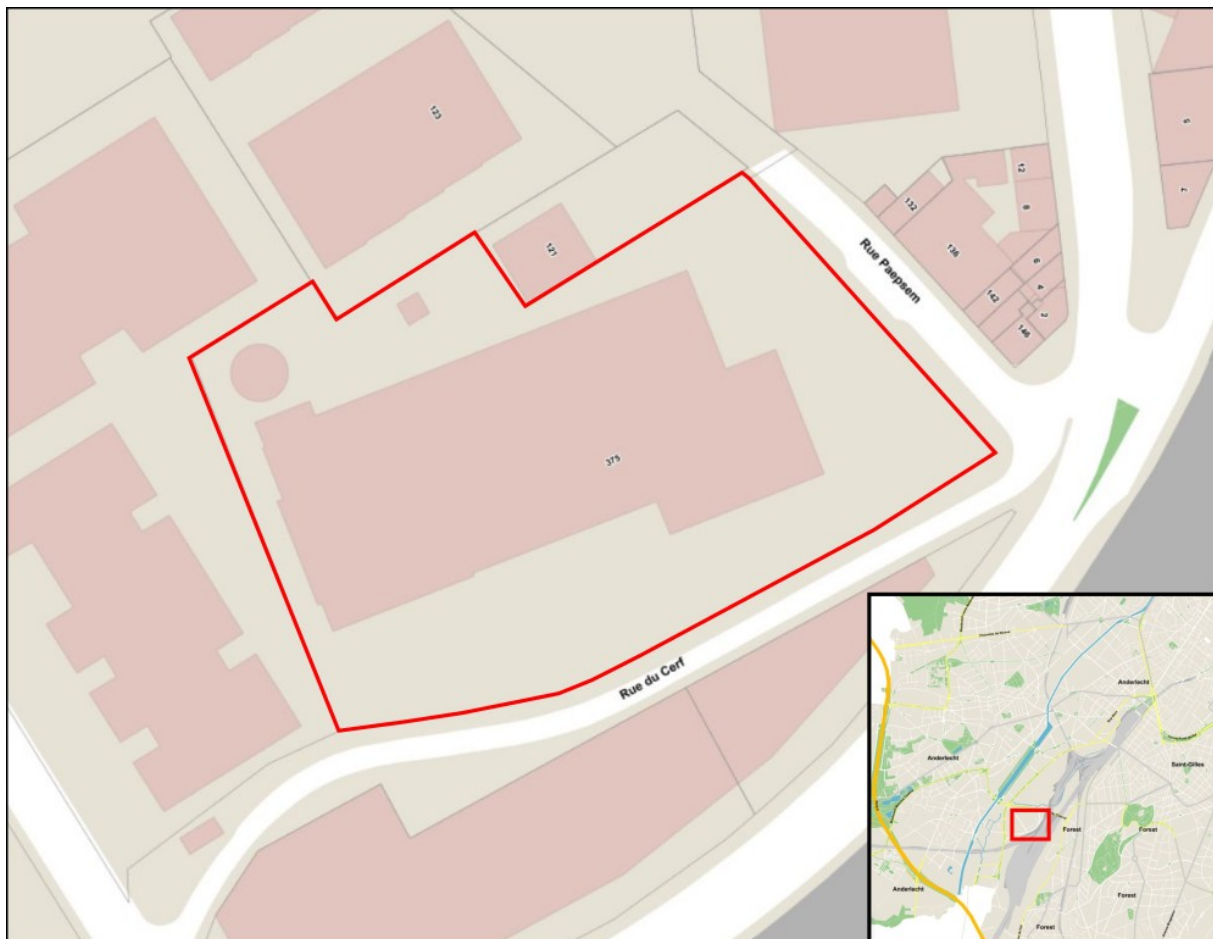 123
121
375
Rue Paepsem
Rue du Cerf
132
136
142
146
12
8
6
4
2
5
7
Anderlecht
Anderlecht
Saint-Gilles
Forest
Forest
Anderlecht
Forest
Forest